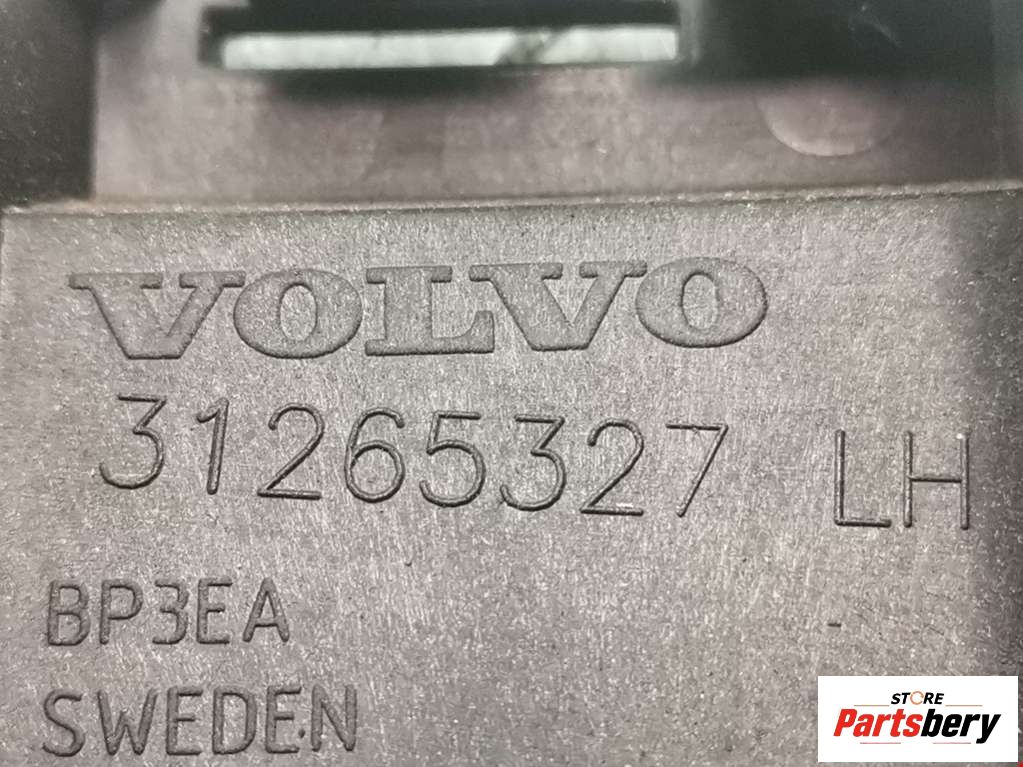 VOLVO
31265327 LH
BP3EA
SWEDEN
STORE
Partsbery